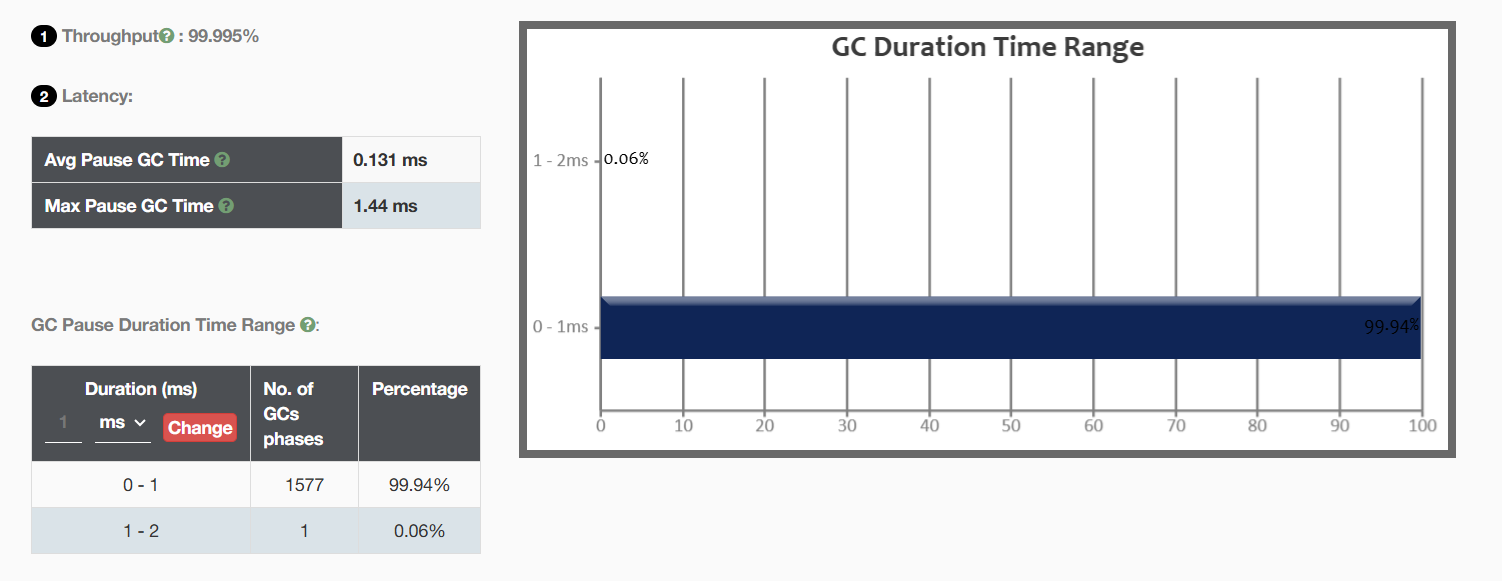 1 Throughput? : 99.995%
2 Latency:
Avg Pause GC Time ? 0.131 ms
Max Pause GC Time ? 1.44 ms
GC Pause Duration Time Range ?:
Duration (ms)
1 ms Change
No. of
GCs
phases
Percentage
0 - 1 1577 99.94%
1 - 2 1 0.06%
GC Duration Time Range
1 - 2ms 0.06%
0 - 1ms 99.94%
0 10 20 30 40 50 60 70 80 90 100